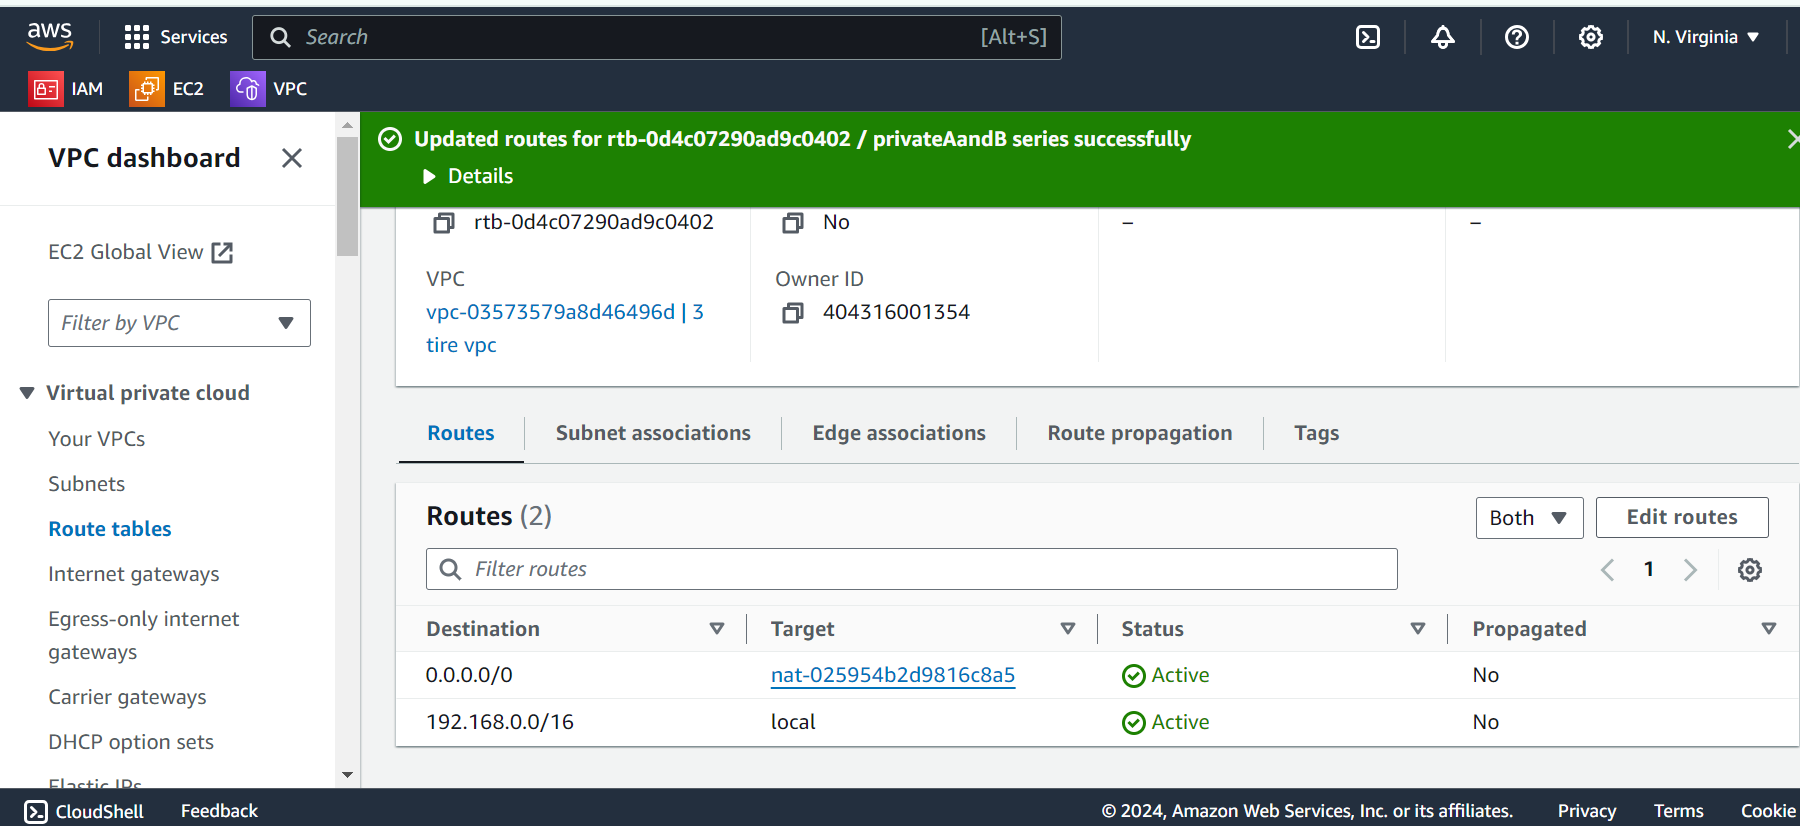 aws
Services
Search
[Alt+S]
N. Virginia
IAM
EC2
VPC
VPC dashboard
EC2 Global View
Filter by VPC
Virtual private cloud
Your VPCs
Subnets
Route tables
Internet gateways
Egress-only internet
gateways
Carrier gateways
DHCP option sets
Elastic IPs
Updated routes for rtb-0d4c07290ad9c0402 / privateAandB series successfully
Details
rtb-0d4c07290ad9c0402
No
–
–
VPC
vpc-03573579a8d46496d | 3
tire vpc
Owner ID
404316001354
Routes
Subnet associations
Edge associations
Route propagation
Tags
Routes (2)
Both
Edit routes
Filter routes
1
Destination
Target
Status
Propagated
0.0.0.0/0
nat-025954b2d9816c8a5
Active
No
192.168.0.0/16
local
Active
No
CloudShell
Feedback
© 2024, Amazon Web Services, Inc. or its affiliates.
Privacy
Terms
Cookie